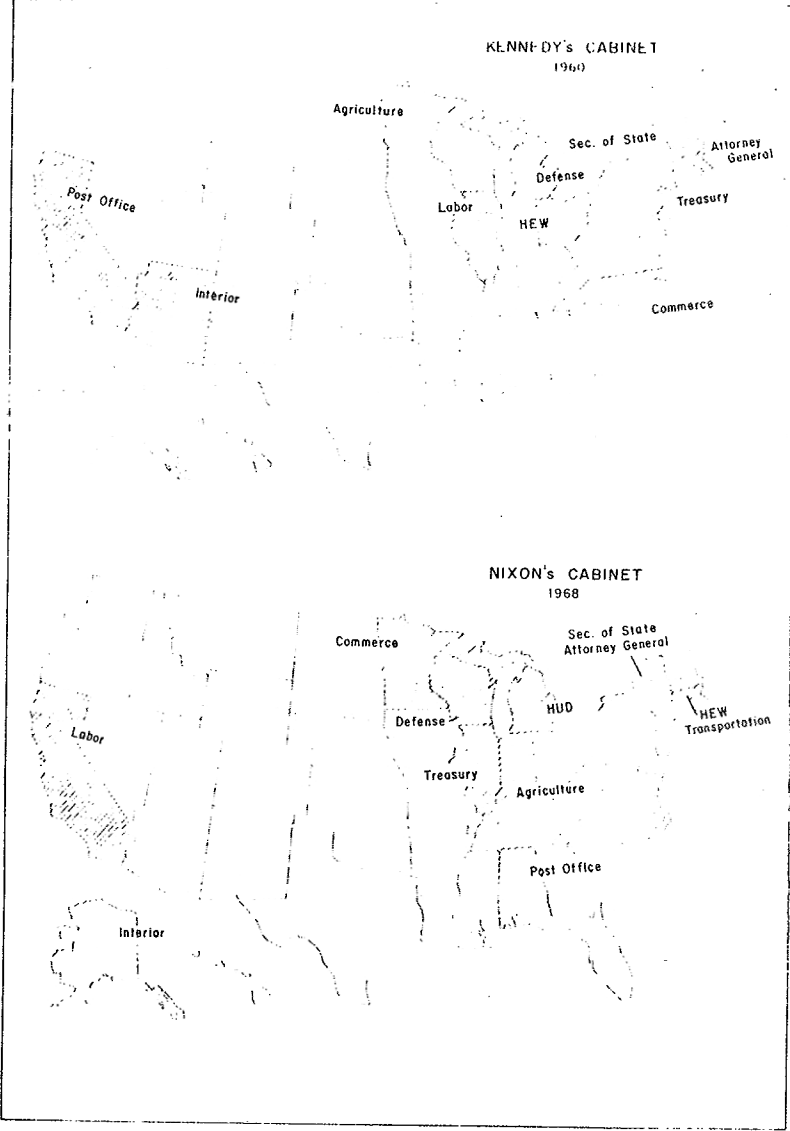 KENNEDY's CABINET
1960
Agriculture
Sec. of State
Attorney
General
Defense
Post Office
Labor
Treasury
HEW
Interior
Commerce
NIXON's CABINET
1968
Sec. of State
Attorney General
Commerce
HUD
HEW
Transportation
Defense
Labor
Treasury
Agriculture
Post Office
Interior